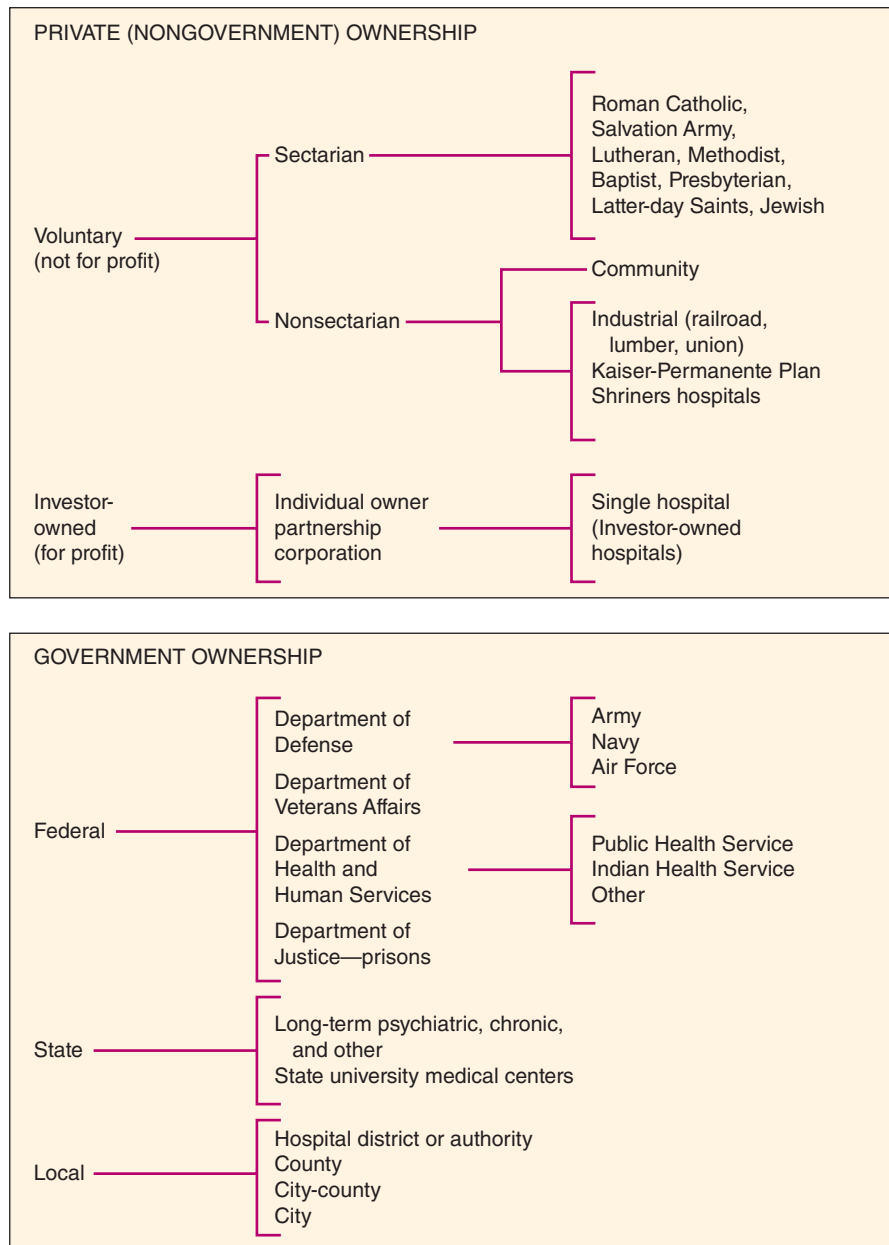 PRIVATE (NONGOVERNMENT) OWNERSHIP
Voluntary
(not for profit)
Sectarian
Roman Catholic,
Salvation Army,
Lutheran, Methodist,
Baptist, Presbyterian,
Latter-day Saints, Jewish
Nonsectarian
Community
Industrial (railroad,
lumber, union)
Kaiser-Permanente Plan
Shriners hospitals
Investor-
owned
(for profit)
Individual owner
partnership
corporation
Single hospital
(Investor-owned
hospitals)
GOVERNMENT OWNERSHIP
Federal
Department of
Defense
Army
Navy
Air Force
Department of
Veterans Affairs
Department of
Health and
Human Services
Public Health Service
Indian Health Service
Other
Department of
Justice—prisons
State
Long-term psychiatric, chronic,
and other
State university medical centers
Local
Hospital district or authority
County
City-county
City